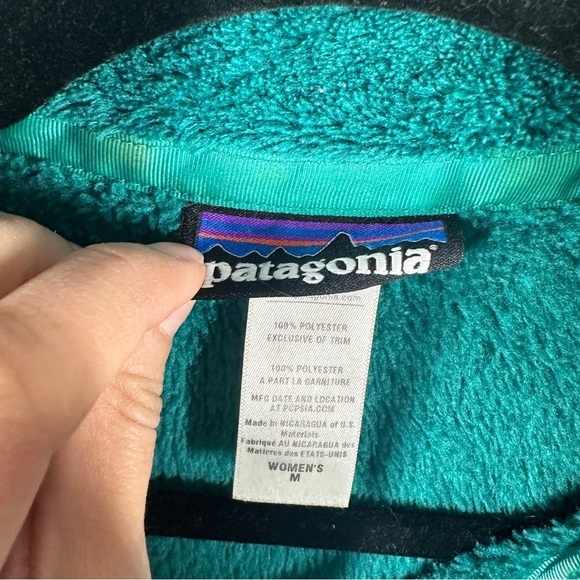 patagonia®
100% POLYESTER
EXCLUSIVE OF TRIM
100% POLYESTER
A PART LA GARNITURE
MFG DATE AND LOCATION
AT PCPSIA.COM
Made in NICARAGUA of U.S.
Materials
Fabriqué AU NICARAGUA des
Matieres des ETATS-UNIS
WOMEN'S
M